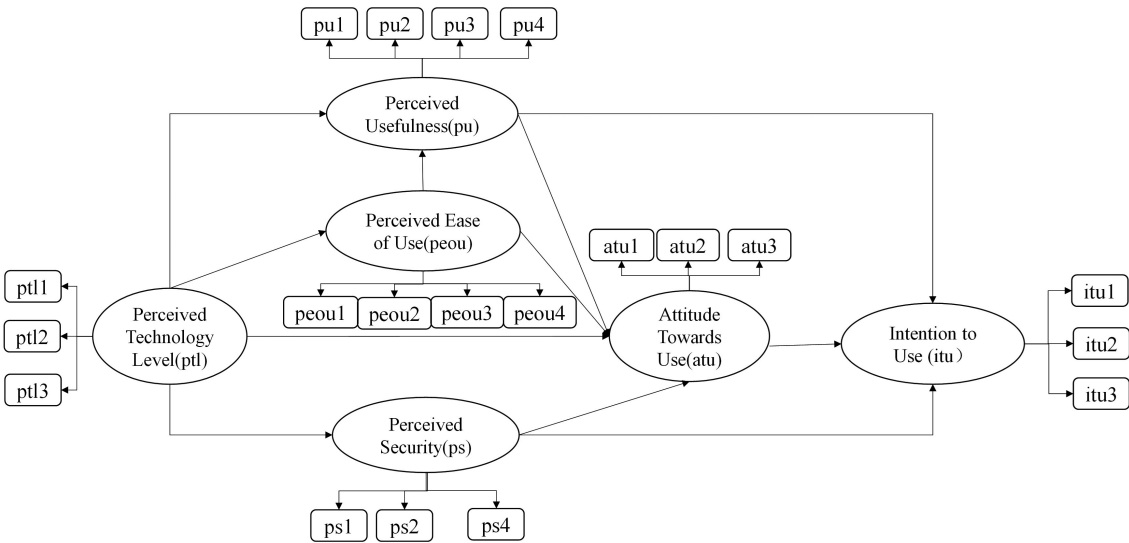 pu1
pu2
pu3
pu4
Perceived
Usefulness(pu)
Perceived Ease
of Use(peou)
atu1
atu2
atu3
ptl1
ptl2
ptl3
Perceived
Technology
Level(ptl)
peou1
peou2
peou3
peou4
Attitude
Towards
Use(atu)
Intention to
Use (itu）
itu1
itu2
itu3
Perceived
Security(ps)
ps1
ps2
ps4